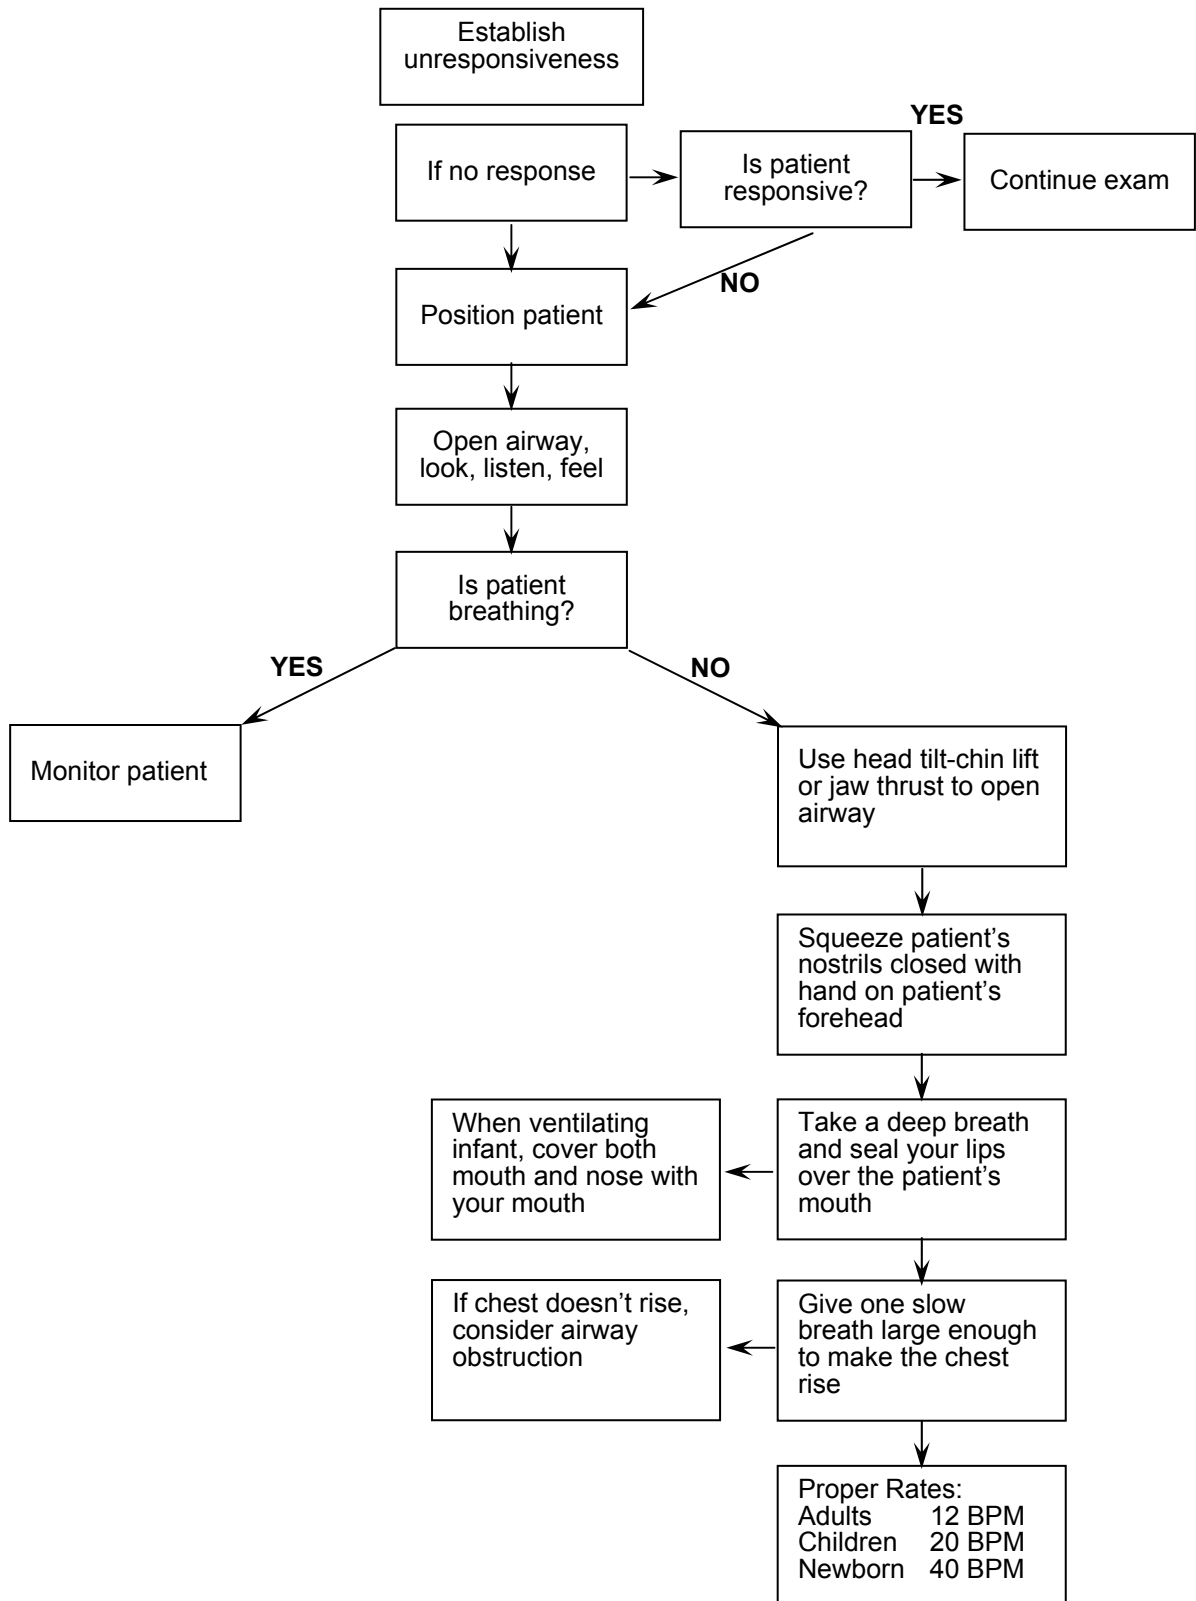 Establish
unresponsiveness
YES
If no response
Is patient
responsive?
Continue exam
NO
Position patient
Open airway,
look, listen, feel
Is patient
breathing?
YES
NO
Monitor patient
Use head tilt-chin lift
or jaw thrust to open
airway
Squeeze patient’s
nostrils closed with
hand on patient’s
forehead
When ventilating
infant, cover both
mouth and nose with
your mouth
Take a deep breath
and seal your lips
over the patient’s
mouth
If chest doesn’t rise,
consider airway
obstruction
Give one slow
breath large enough
to make the chest
rise
Proper Rates:
Adults 12 BPM
Children 20 BPM
Newborn 40 BPM